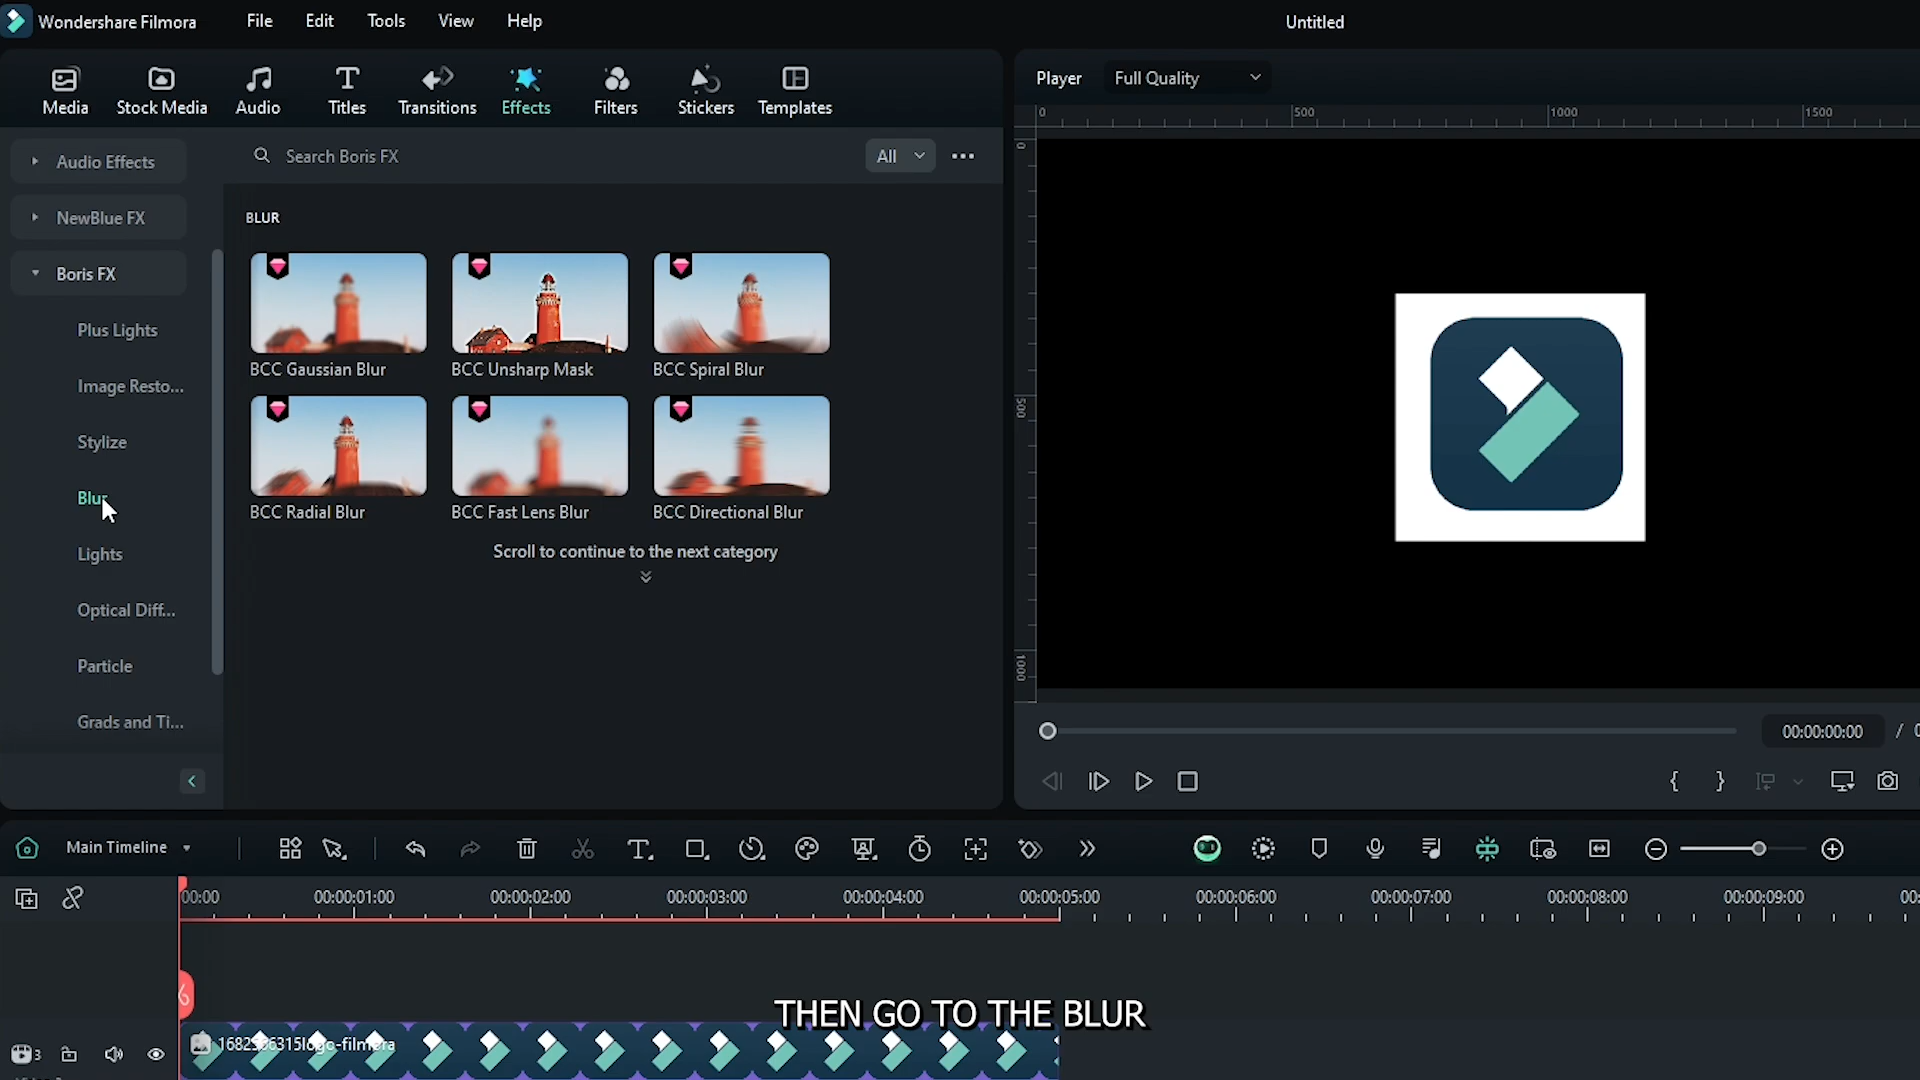 Wondershare Filmora
File
Edit
Tools
View
Help
Untitled
Media
Stock Media
Audio
Titles
Transitions
Effects
Filters
Stickers
Templates
Player
Full Quality
0
500
1000
1500
0
500
1000
Audio Effects
NewBlue FX
Boris FX
Plus Lights
Image Resto...
Stylize
Blur
Lights
Optical Diff...
Particle
Grads and Ti...
Search Boris FX
All
BLUR
BCC Gaussian Blur
BCC Unsharp Mask
BCC Spiral Blur
BCC Radial Blur
BCC Fast Lens Blur
BCC Directional Blur
Scroll to continue to the next category
00:00:00:00
/
Main Timeline
00:00
00:00:01:00
00:00:02:00
00:00:03:00
00:00:04:00
00:00:05:00
00:00:06:00
00:00:07:00
00:00:08:00
00:00:09:00
00:
THEN GO TO THE BLUR
3